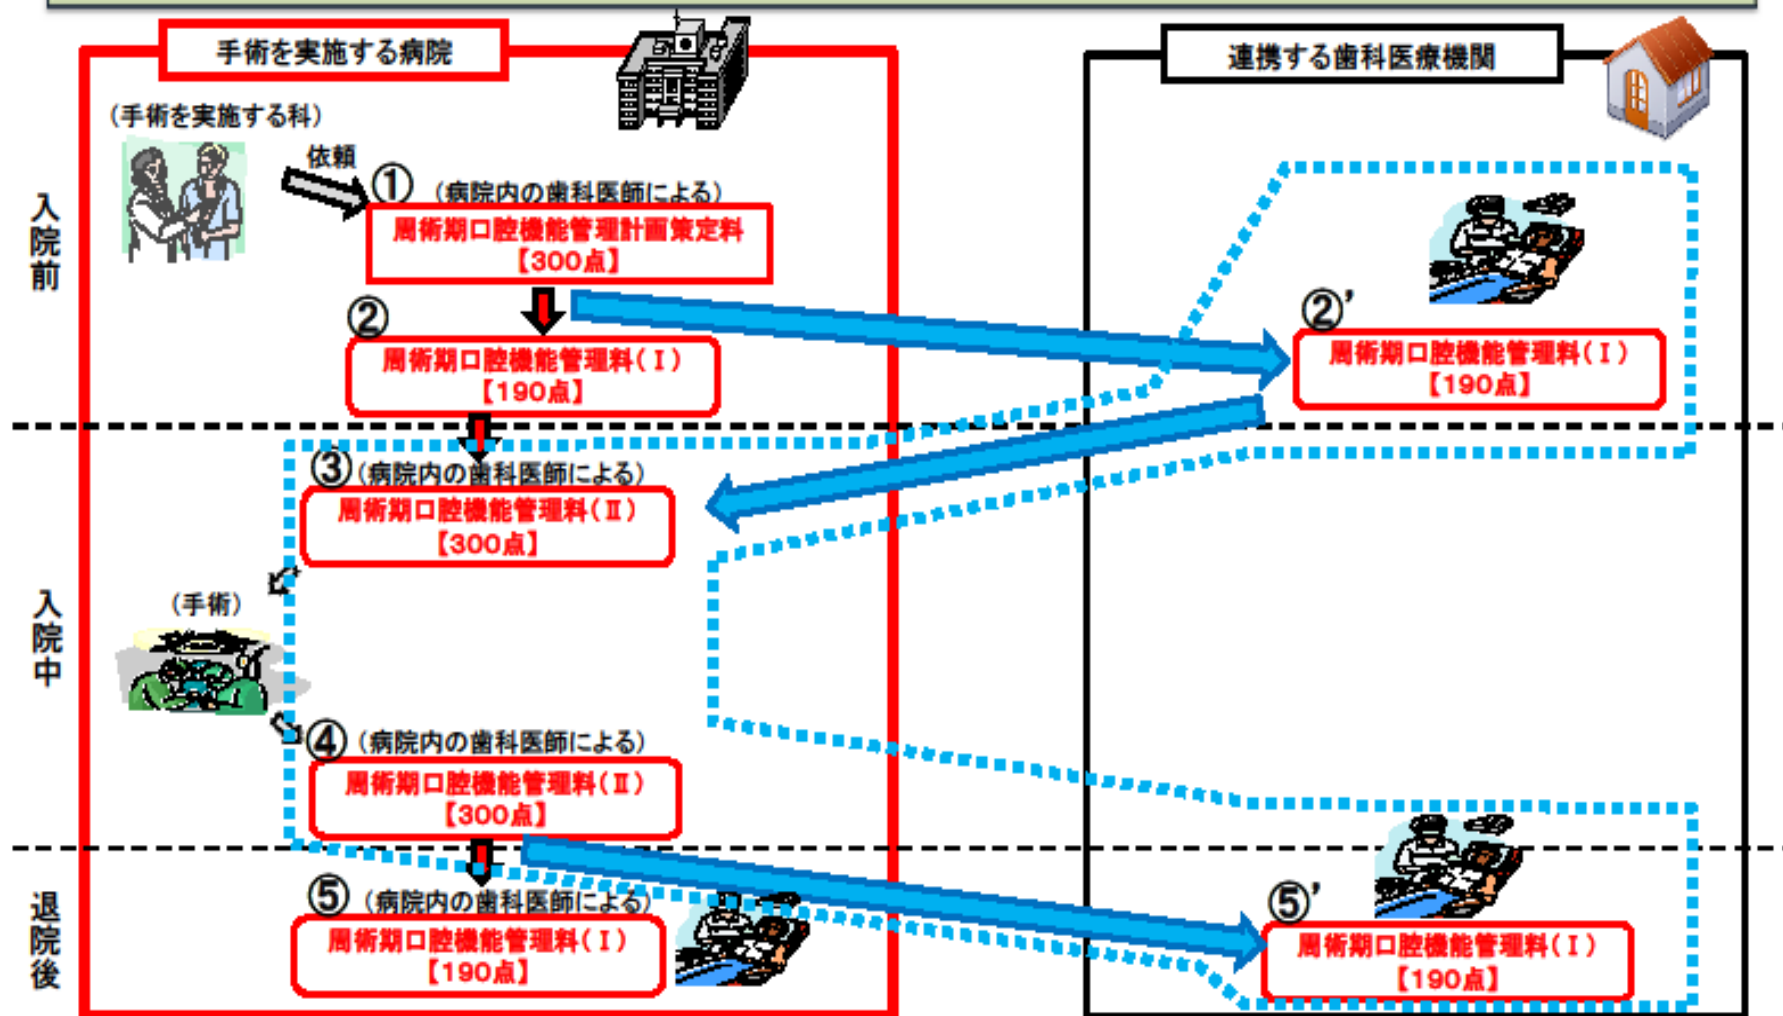 手術を実施する病院
連携する歯科医療機関
(手術を実施する科)
依頼
入院前
① (病院内の歯科医師による)
周術期口腔機能管理計画策定料
【300点】
②
周術期口腔機能管理料(Ⅰ)
【190点】
②'
周術期口腔機能管理料(Ⅰ)
【190点】
入院中
③(病院内の歯科医師による)
周術期口腔機能管理料(Ⅱ)
【300点】
(手術)
④ (病院内の歯科医師による)
周術期口腔機能管理料(Ⅱ)
【300点】
退院後
⑤ (病院内の歯科医師による)
周術期口腔機能管理料(Ⅰ)
【190点】
⑤'
周術期口腔機能管理料(Ⅰ)
【190点】